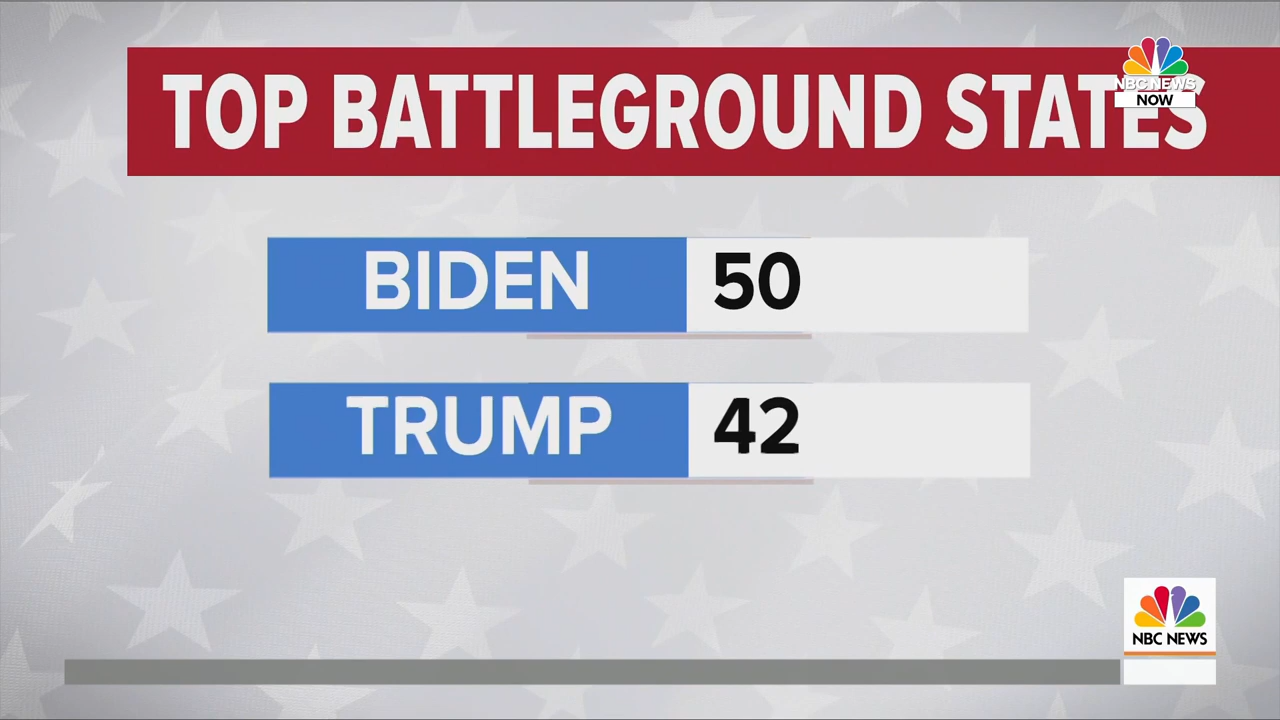 TOP BATTLEGROUND STATES
NBC NEWS
NOW
BIDEN 50
TRUMP 42
NBC NEWS